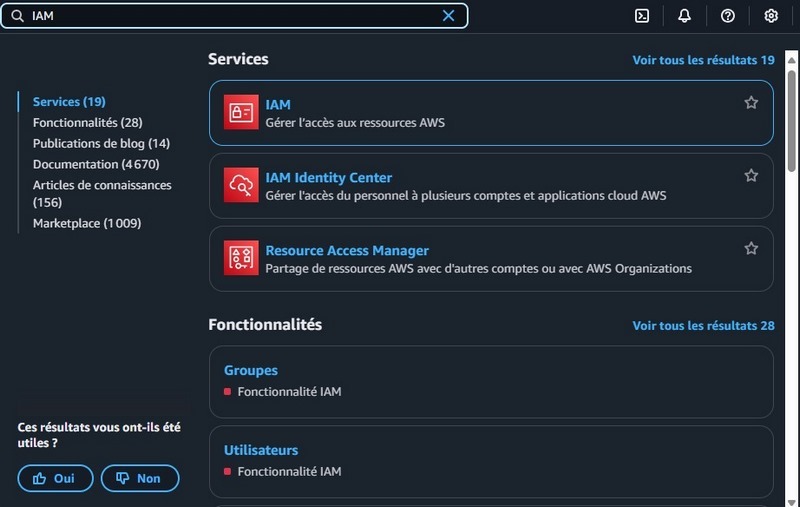 IAM
Services (19)
Fonctionnalités (28)
Publications de blog (14)
Documentation (4 670)
Articles de connaissances
(156)
Marketplace (1 009)
Ces résultats vous ont-ils été
utiles ?
Oui
Non
Services
Voir tous les résultats 19
IAM
Gérer l'accès aux ressources AWS
IAM Identity Center
Gérer l'accès du personnel à plusieurs comptes et applications cloud AWS
Resource Access Manager
Partage de ressources AWS avec d'autres comptes ou avec AWS Organizations
Fonctionnalités
Voir tous les résultats 28
Groupes
Fonctionnalité IAM
Utilisateurs
Fonctionnalité IAM